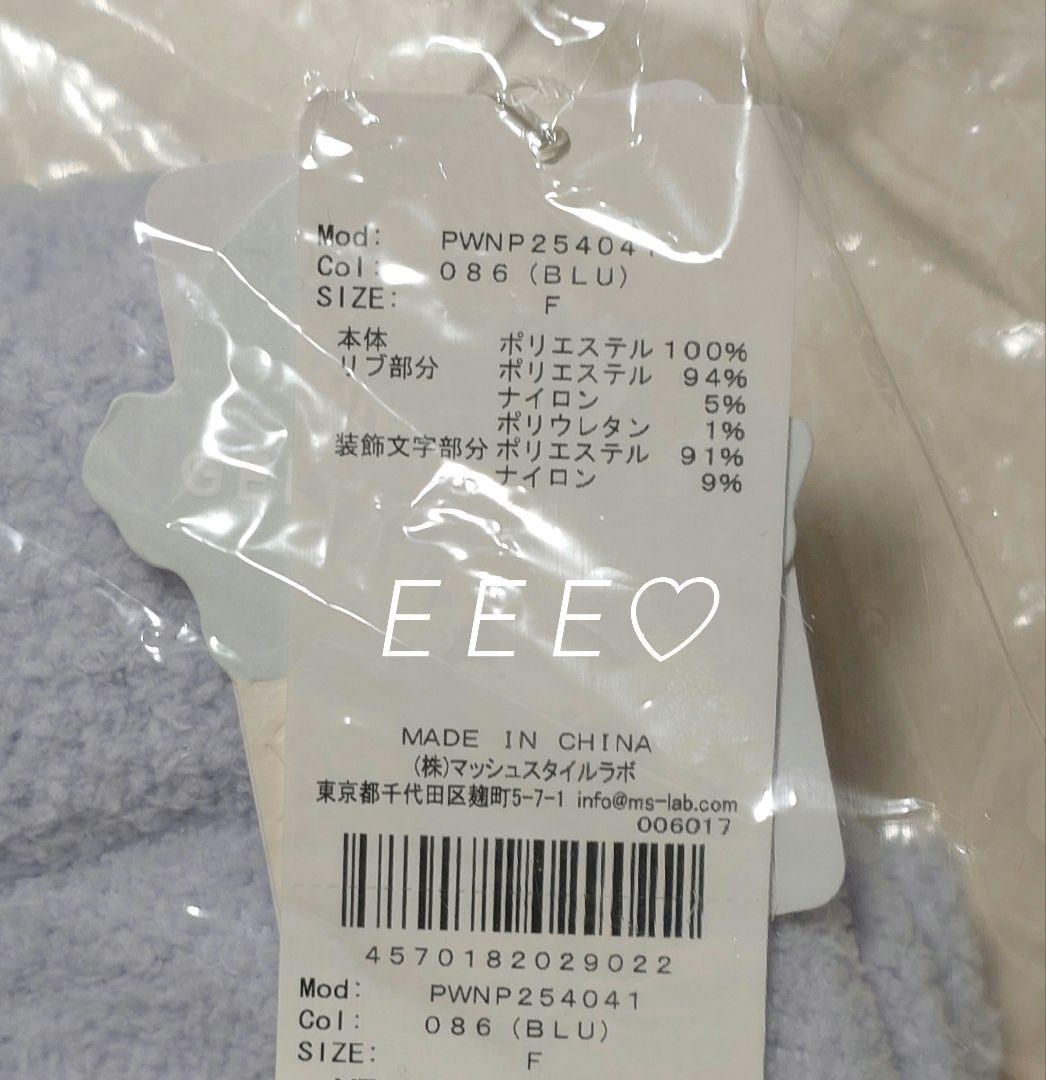 Mod: PWNP254041
Col: 086 (BLU)
SIZE: F
本体 ポリエステル 100%
リブ部分 ポリエステル 94%
ナイロン 5%
ポリウレタン 1%
装飾文字部分 ポリエステル 91%
ナイロン 9%
GEL
EEE♡
MADE IN CHINA
(株)マッシュスタイルラボ
東京都千代田区麹町5-7-1 info@ms-lab.com
006017
4570182029022
Mod: PWNP254041
Col: 086 (BLU)
SIZE: F